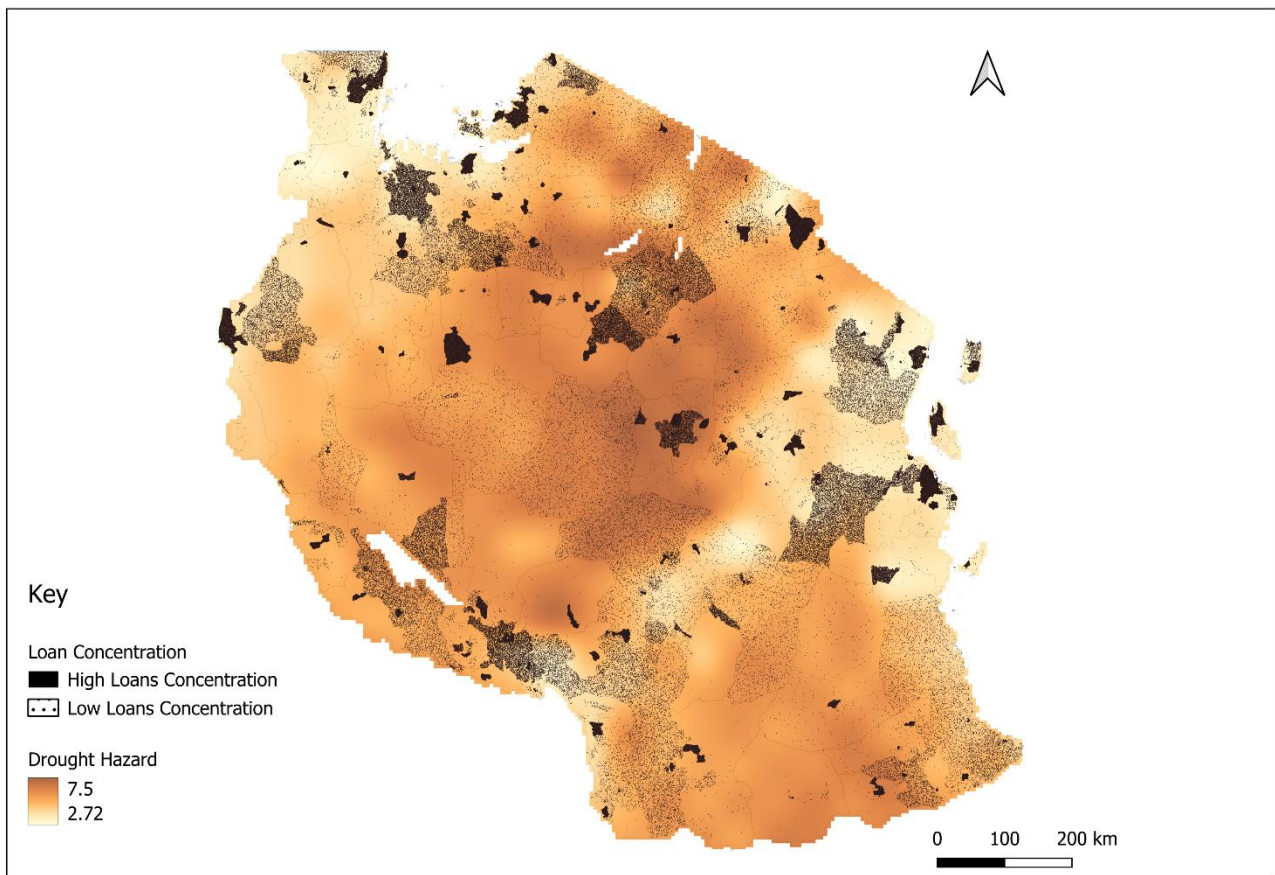 Key
Loan Concentration
High Loans Concentration
Low Loans Concentration
Drought Hazard
7.5
2.72
0 100 200 km